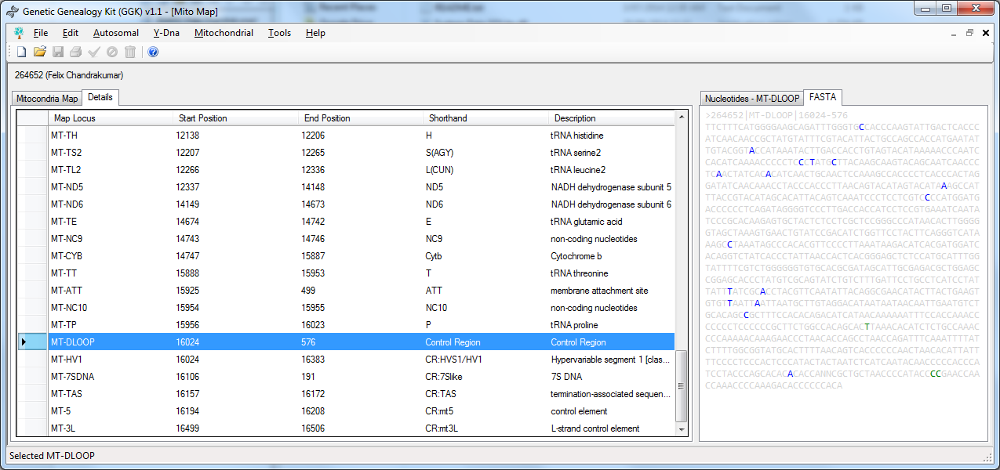 Genetic Genealogy Kit (GGK) v1.1 - [Mito Map]
File Edit Autosomal Y-Dna Mitochondrial Tools Help
264652 (Felix Chandrakumar)
Mitocondria Map Details
Map Locus Start Position End Position Shorthand Description
MT-TH 12138 12206 H tRNA histidine
MT-TS2 12207 12265 S(AGY) tRNA serine2
MT-TL2 12266 12336 L(CUN) tRNA leucine2
MT-ND5 12337 14148 ND5 NADH dehydrogenase subunit 5
MT-ND6 14149 14673 ND6 NADH dehydrogenase subunit 6
MT-TE 14674 14742 E tRNA glutamic acid
MT-NC9 14743 14746 NC9 non-coding nucleotides
MT-CYB 14747 15887 Cytb Cytochrome b
MT-TT 15888 15953 T tRNA threonine
MT-ATT 15925 499 ATT membrane attachment site
MT-NC10 15954 15955 NC10 non-coding nucleotides
MT-TP 15956 16023 P tRNA proline
MT-DLOOP 16024 576 Control Region Control Region
MT-HV1 16024 16383 CR:HVS1/HV1 Hypervariable segment 1 [clas...
MT-7SDNA 16106 191 CR:7Slike 7S DNA
MT-TAS 16157 16172 CR:TAS termination-associated sequen...
MT-5 16194 16208 CR:mt5 control element
MT-3L 16499 16506 CR:mt3L L-strand control element
Nucleotides - MT-DLOOP FASTA
>264652|MT-DLOOP|16024-576
TTCTTTCATGGGGAAGCAGATTTGGGTGCCACCCAAGTATTGACTCACCC
ATCAACAACCGCTATGTATTTCGTACATTACTGCCAGCCACCATGAATAT
TGTACGGTACCATAAATACTTGACCACCTGTAGTACATAAAAACCCAATC
CACATCAAAACCCCCTCCCCTATGCTTACAAGCAAGTACAGCAATCAACCC
TCAACTATCACACATCAACTGCAACTCCAAAGCCACCCCTCACCCACTAG
GATATCAACAAACCTACCCACCCTTAACAGTACATAGTACATAAAGCCAT
TTACCGTACATAGCACATTACAGTCAAATCCCTCCTCGTCCCCATGGATG
ACCCCCCTCAGATAGGGGTCCCTTGACCACCATCCTCCGTGAAATCAATA
TCCCGCACAAGAGTGCTACTCTCCTCGCTCCGGGCCCATAACACTTGGGG
GTAGCTAAAGTGAACTGTATCCGACATCTGGTTCCTACTTCAGGGTCATA
AAGCCTAAATAGCCCACACGTTCCCCTTAAATAAGACATCACGATGGATC
ACAGGTCTATCACCCTATTAACCACTCACGGGAGCTCTCCATGCATTTGG
TATTTTCGTCTGGGGGGTGTGCACGCGATAGCATTGCGAGACGCTGGAGC
CGGAGCACCCTATGTCGCAGTATCTGTCTTTGATTCCTGCCTCATCCTAT
TATTTATCGCACCTACGTTCAATATTACAGGCGAACATACTTACTGAAGT
GTGTTAATTAATTAATGCTTGTAGGACATAATAATAACAATTGAATGTCT
GCACAGCCGCTTTCCACACAGACATCATAACAAAAAATTTCCACCAAACC
CCCCCTCCCCCCGCTTCTGGCCACAGCACTTAAACACATCTCTGCCAAAC
CCCAAAAACAAAGAACCCTAACACCAGCCTAACCAGATTTCAAATTTTAT
CTTTTGGCGGTATGCACTTTTAACAGTCACCCCCCAACTAACACATTATT
TTCCCCTCCCACTCCCATACTACTAATCTCATCAATACAACCCCCACCCA
TCCTACCCAGCACACACACACCANNCGCTGCTAACCCCATACCCCGAACCAA
CCAAACCCCAAAGACACCCCCCACA
Selected MT-DLOOP